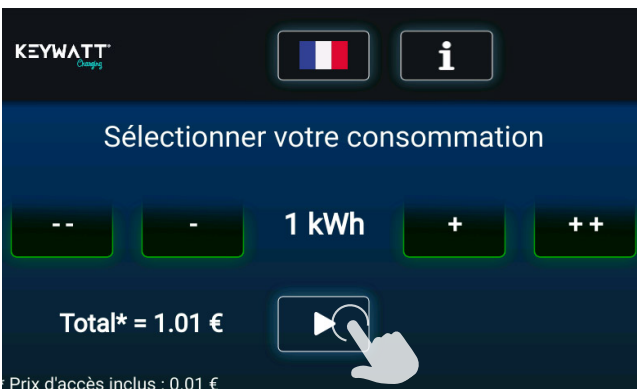 KEYWATT
Charging
i
Sélectionner votre consommation
-- - 1 kWh + ++
Total* = 1.01 €
* Prix d'accès inclus : 0.01 €